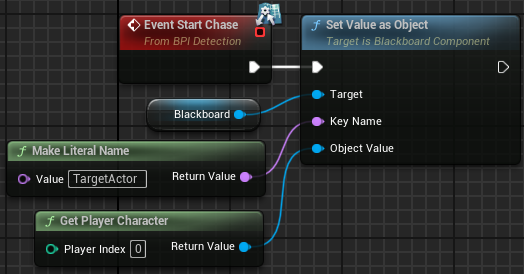 Event Start Chase
From BPI Detection
f Set Value as Object
Target is Blackboard Component
Target
Blackboard
Key Name
Object Value
f Make Literal Name
Value TargetActor Return Value
f Get Player Character
Player Index 0 Return Value